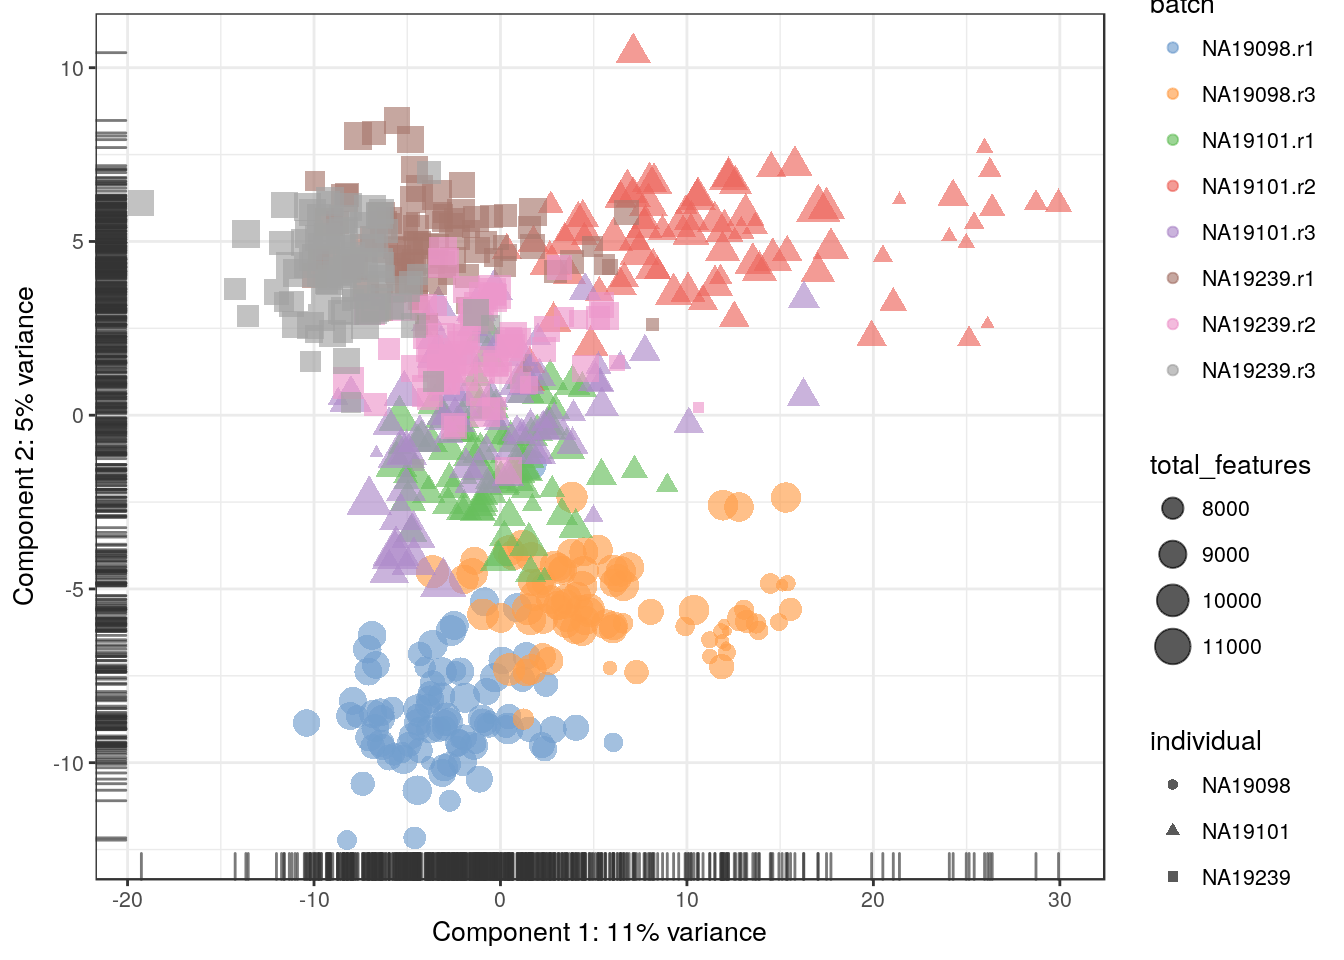 batch
NA19098.r1
NA19098.r3
NA19101.r1
NA19101.r2
NA19101.r3
NA19239.r1
NA19239.r2
NA19239.r3
total_features
8000
9000
10000
11000
individual
NA19098
NA19101
NA19239
10
5
0
-5
-10
Component 2: 5% variance
-20
-10
0
10
20
30
Component 1: 11% variance